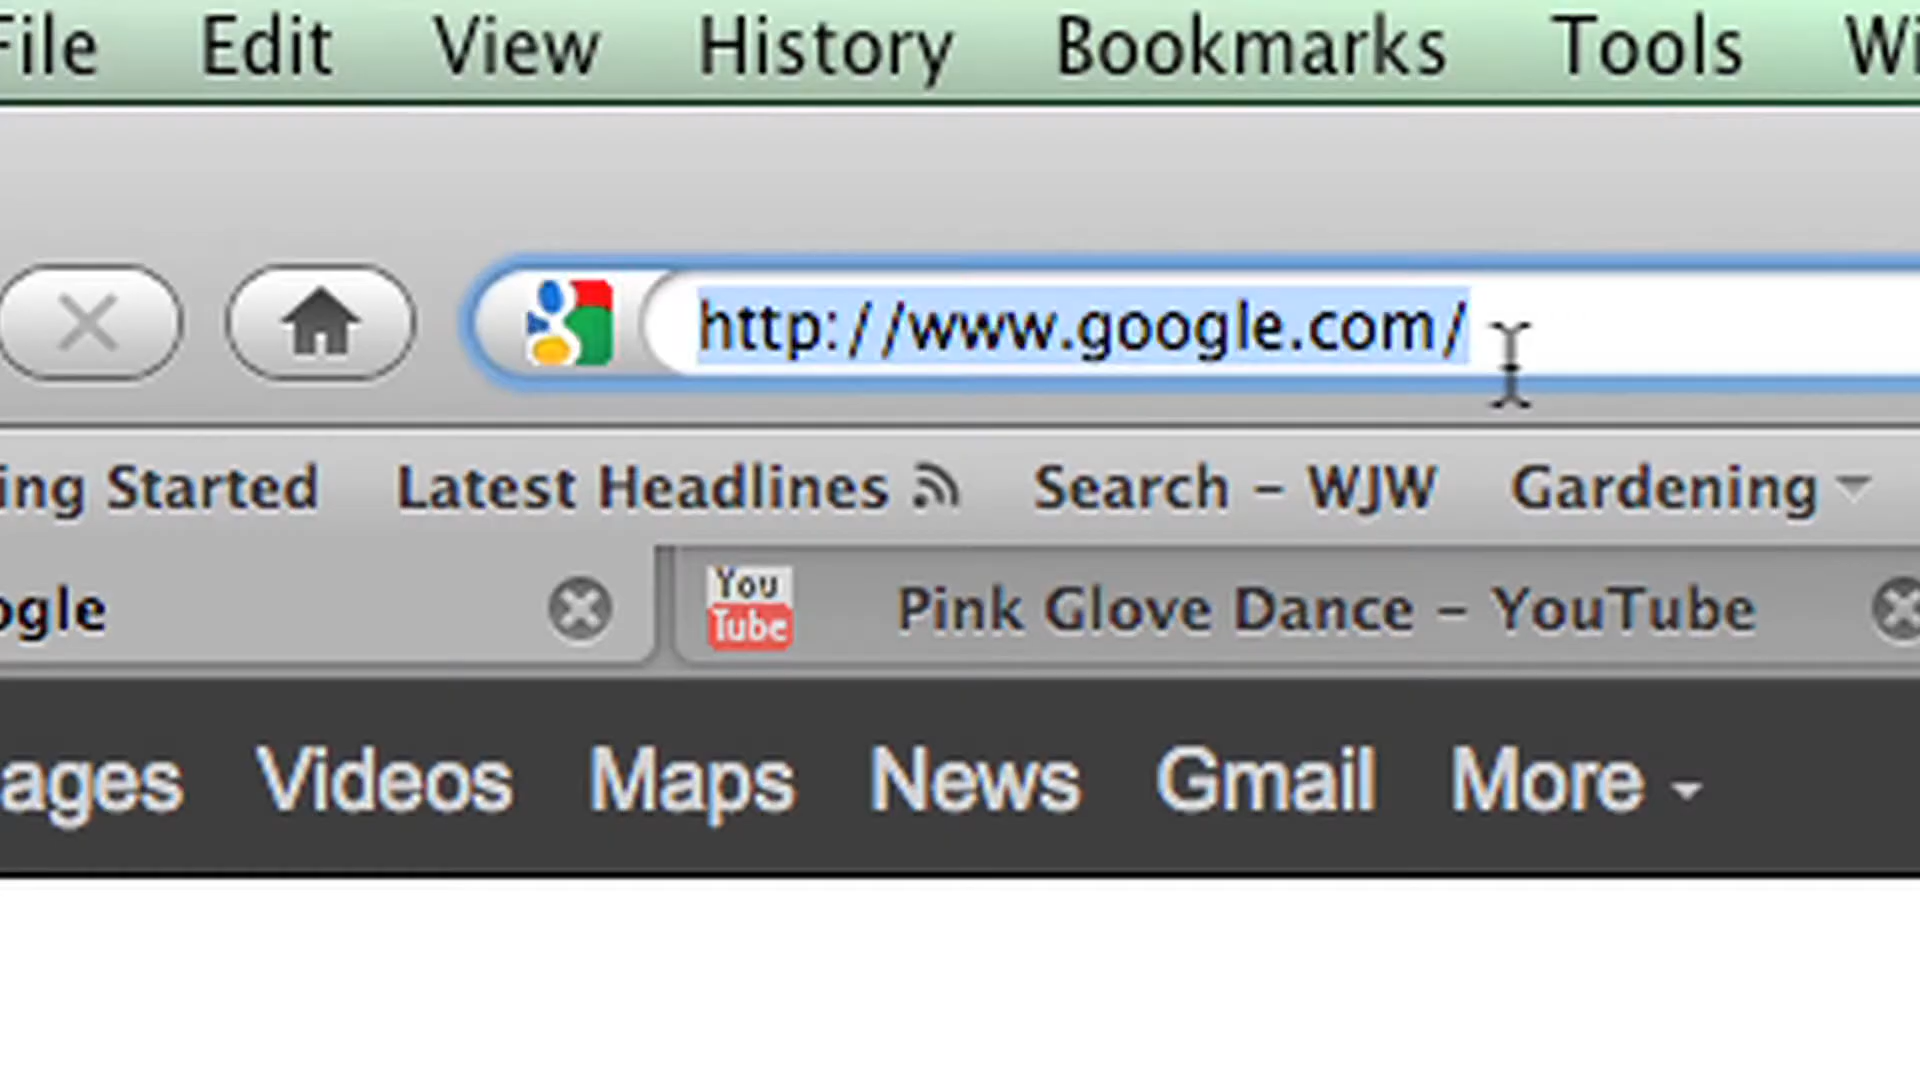 File Edit View History Bookmarks Tools Wi
http://www.google.com/
ing Started Latest Headlines Search – WJW Gardening
ogle You Tube Pink Glove Dance – YouTube
ages Videos Maps News Gmail More